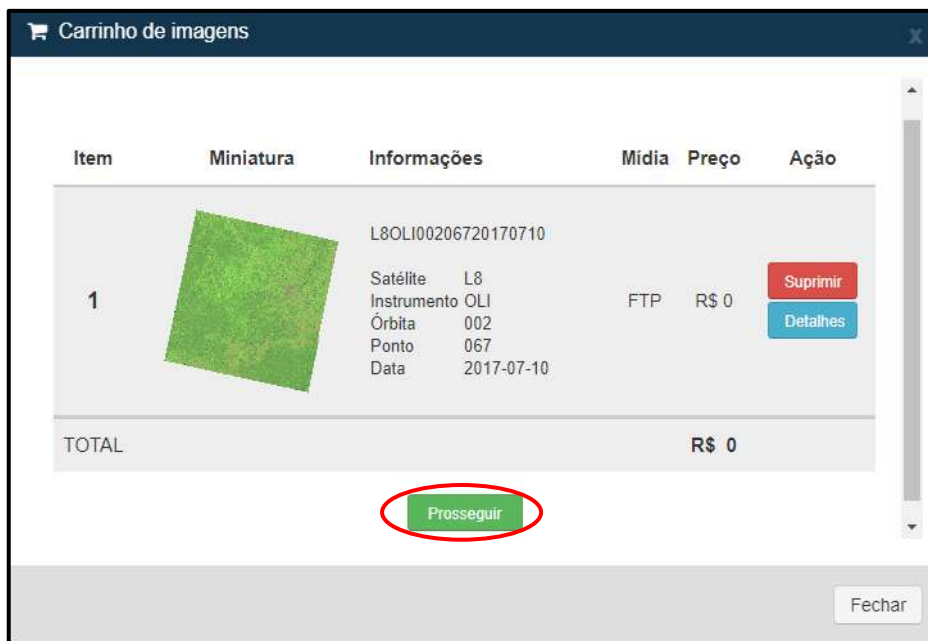 Carrinho de imagens
x
Item Miniatura Informações Mídia Preço Ação
L8OLI00206720170710
1
Satélite L8
Instrumento OLI
Órbita 002
Ponto 067
Data 2017-07-10
FTP R$ 0
Suprimir
Detalhes
TOTAL R$ 0
Prosseguir
Fechar